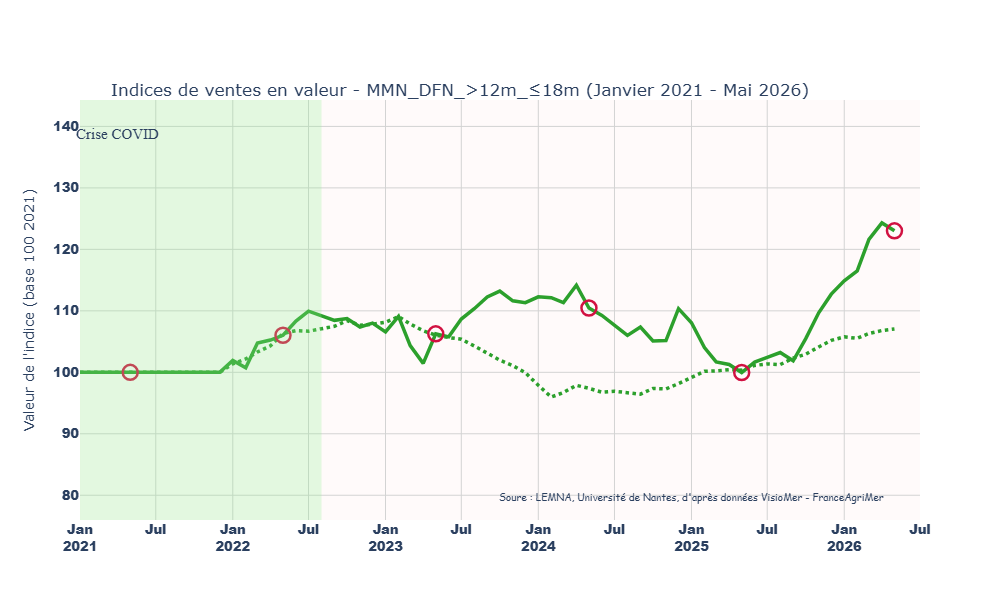 Indices de ventes en valeur - MMN_DFN_>12m_≤18m (Janvier 2021 - Mai 2026)
Crise COVID
Valeur de l'indice (base 100 2021)
140
130
120
110
100
90
80
Soure : LEMNA, Université de Nantes, d'après données VisioMer - FranceAgriMer
Jan Jul Jan Jul Jan Jul Jan Jul Jan Jul Jan Jul
2021 2022 2023 2024 2025 2026